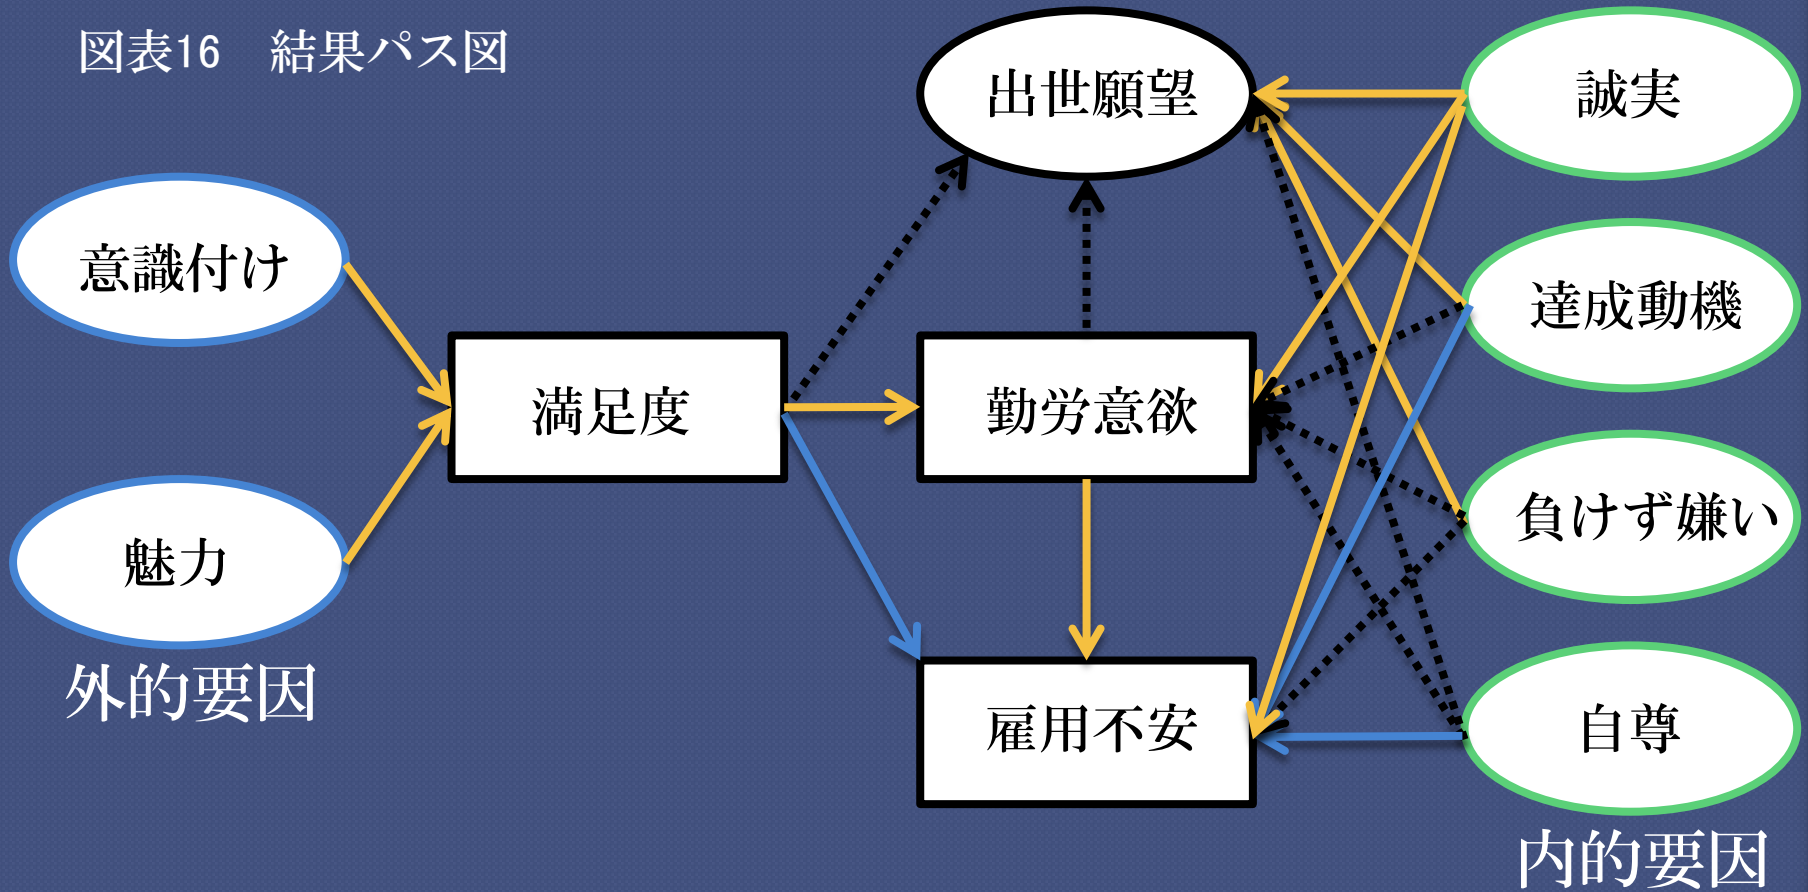 図表16　結果パス図
出世願望
誠実
意識付け
達成動機
満足度
勤労意欲
負けず嫌い
魅力
外的要因
雇用不安
自尊
内的要因